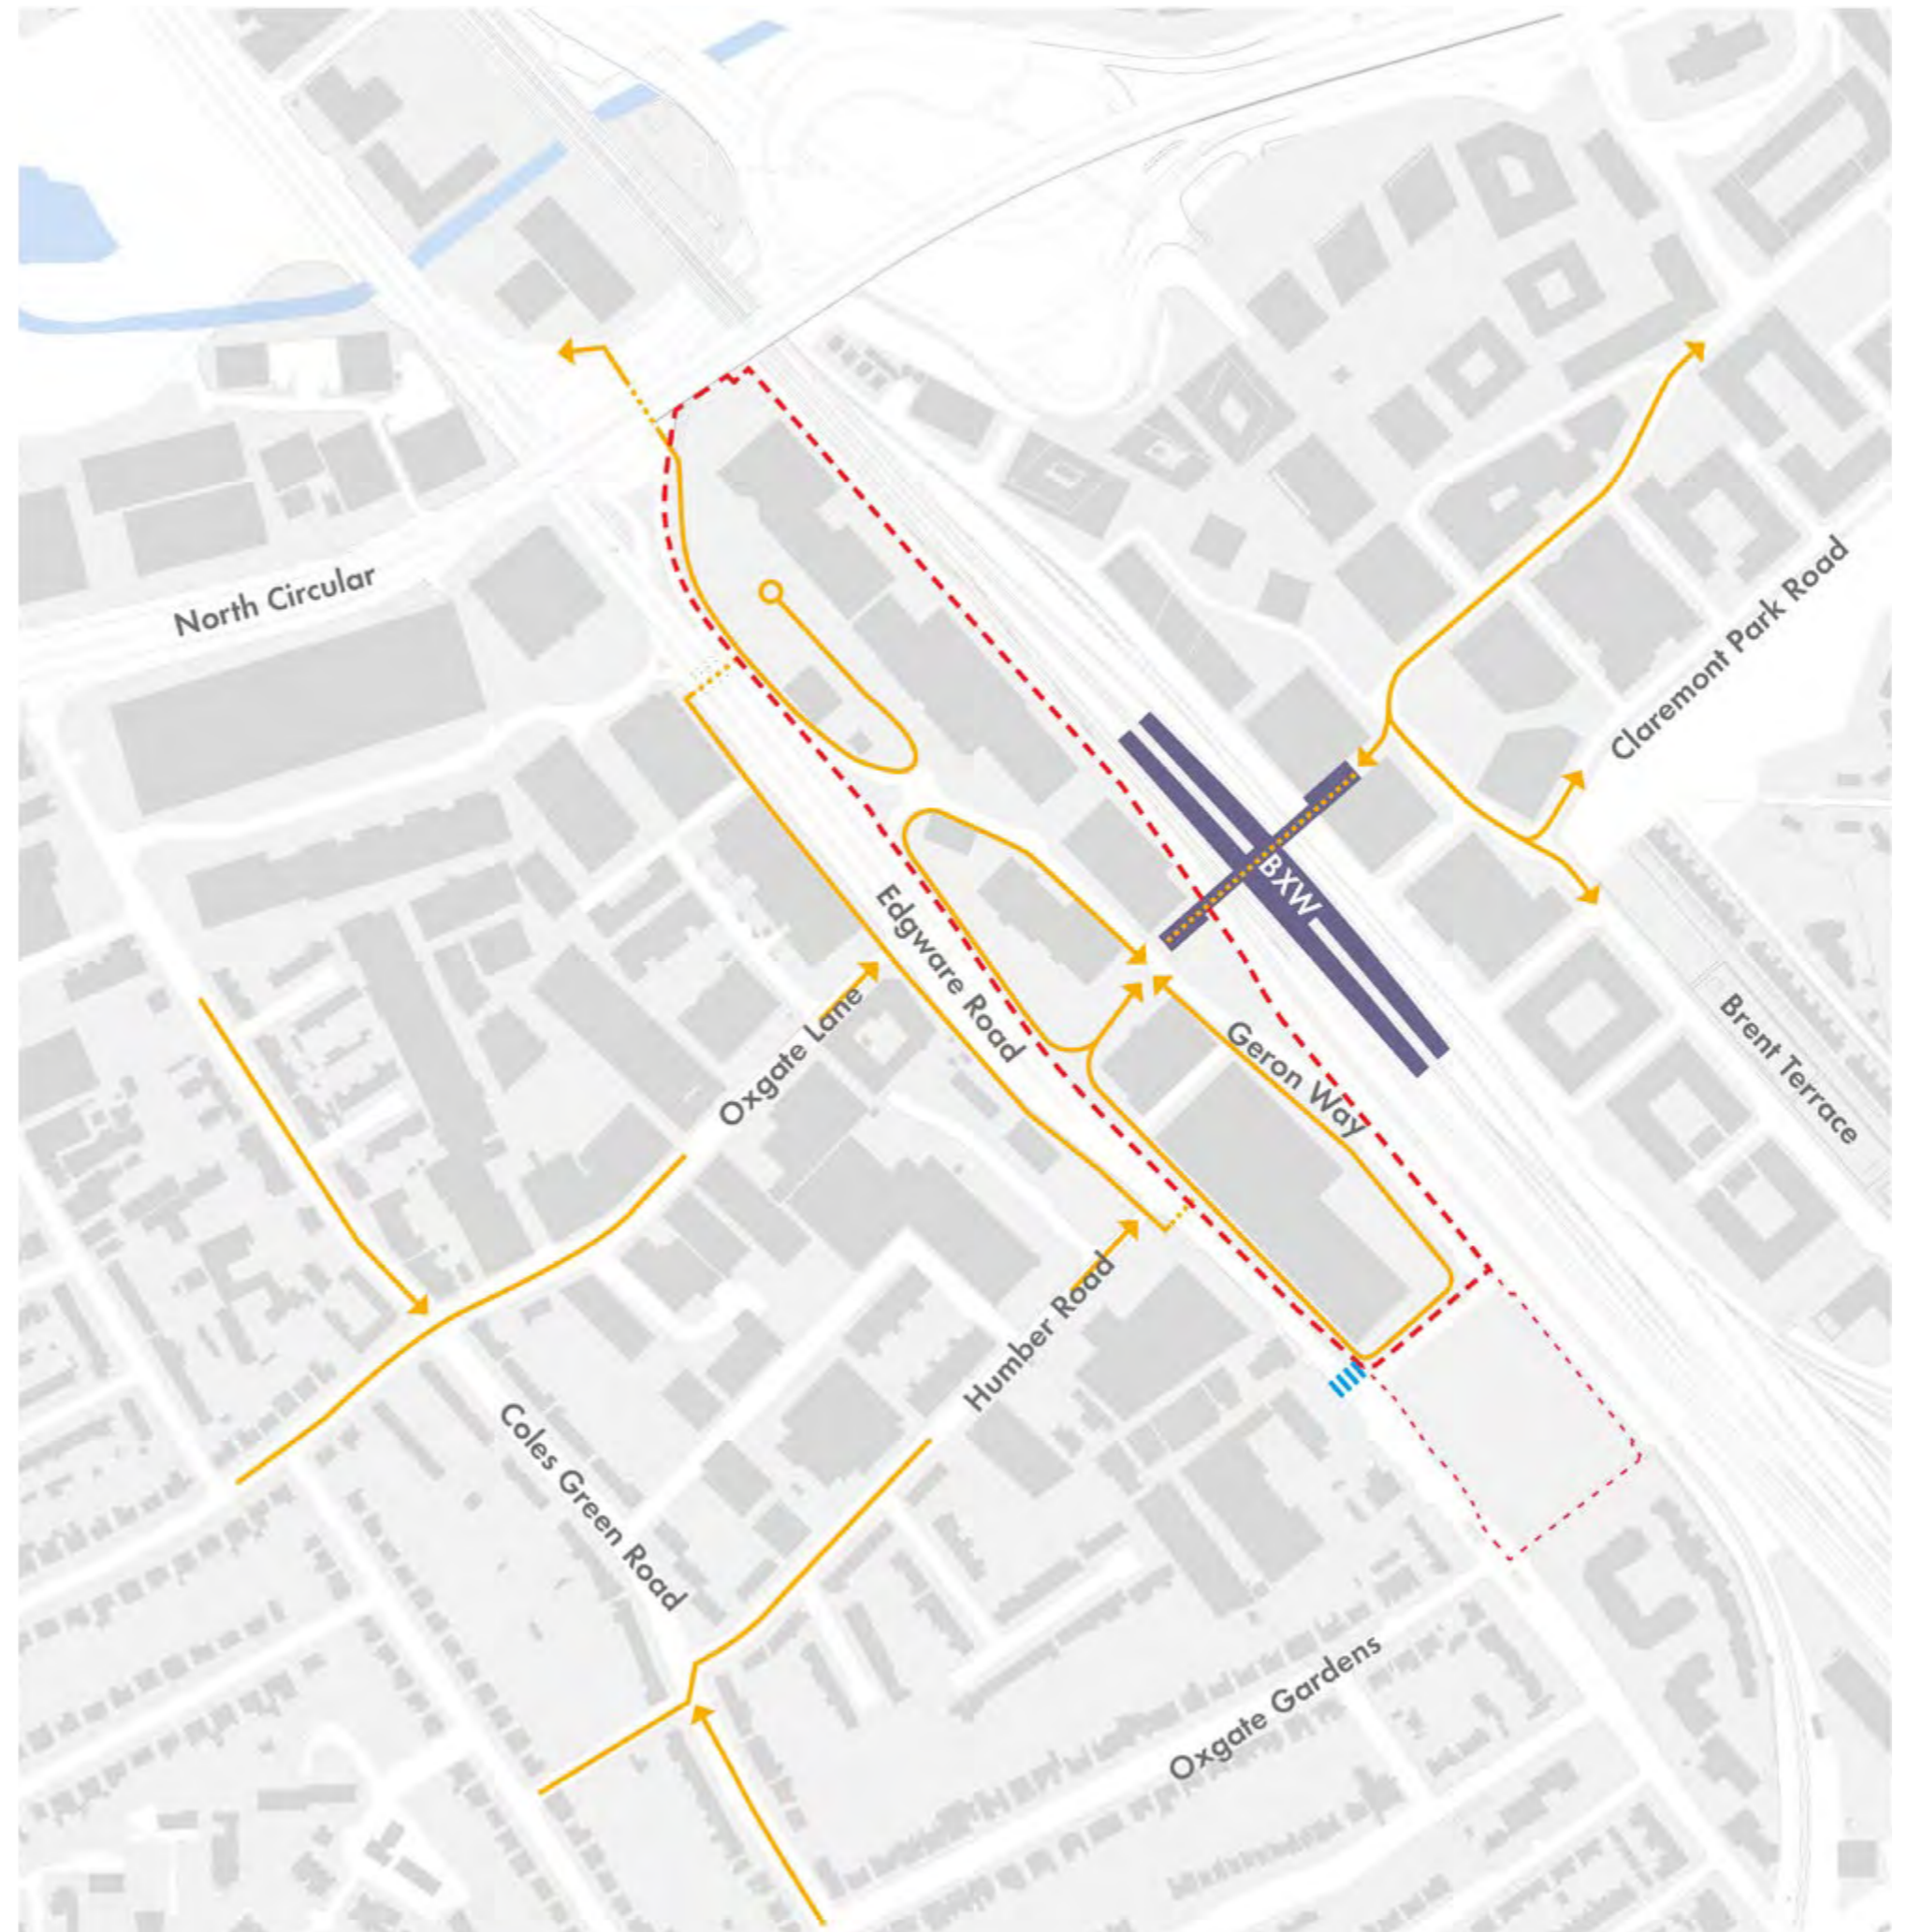 North Circular
Claremont Park Road
BXW
Edgware Road
Oxgate Lane
Geron Way
Brent Terrace
Humber Road
Coles Green Road
Oxgate Gardens